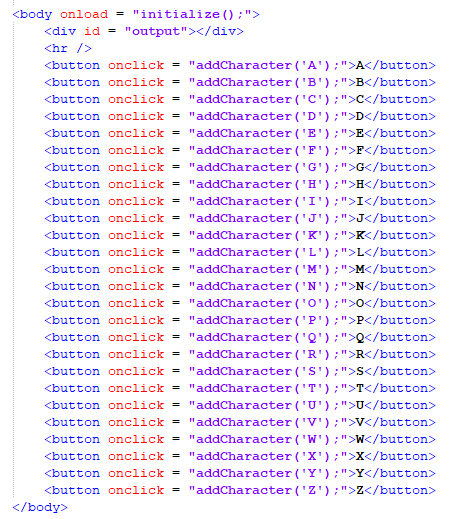 <body onload = "initialize();">
<div id = "output"></div>
<hr />
<button onclick = "addCharacter('A');">A</button>
<button onclick = "addCharacter('B');">B</button>
<button onclick = "addCharacter('C');">C</button>
<button onclick = "addCharacter('D');">D</button>
<button onclick = "addCharacter('E');">E</button>
<button onclick = "addCharacter('F');">F</button>
<button onclick = "addCharacter('G');">G</button>
<button onclick = "addCharacter('H');">H</button>
<button onclick = "addCharacter('I');">I</button>
<button onclick = "addCharacter('J');">J</button>
<button onclick = "addCharacter('K');">K</button>
<button onclick = "addCharacter('L');">L</button>
<button onclick = "addCharacter('M');">M</button>
<button onclick = "addCharacter('N');">N</button>
<button onclick = "addCharacter('O');">O</button>
<button onclick = "addCharacter('P');">P</button>
<button onclick = "addCharacter('Q');">Q</button>
<button onclick = "addCharacter('R');">R</button>
<button onclick = "addCharacter('S');">S</button>
<button onclick = "addCharacter('T');">T</button>
<button onclick = "addCharacter('U');">U</button>
<button onclick = "addCharacter('V');">V</button>
<button onclick = "addCharacter('W');">W</button>
<button onclick = "addCharacter('X');">X</button>
<button onclick = "addCharacter('Y');">Y</button>
<button onclick = "addCharacter('Z');">Z</button>
</body>